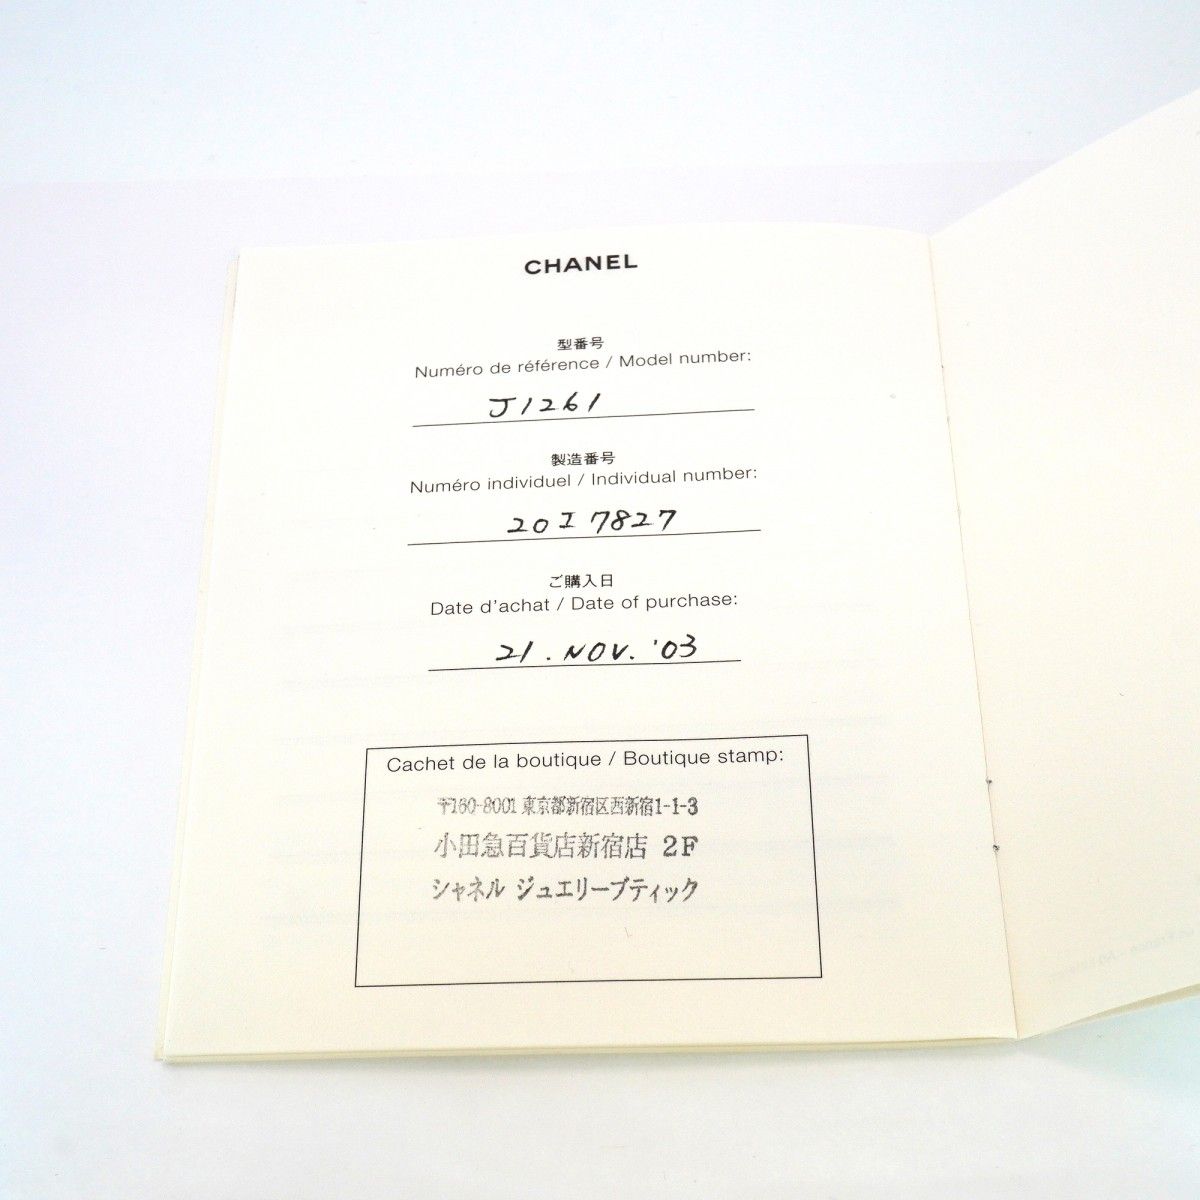 CHANEL
型番号
Numéro de référence / Model number:
J1261
製造番号
Numéro individuel / Individual number:
20I7827
ご購入日
Date d'achat / Date of purchase:
21. NOV. '03
Cachet de la boutique / Boutique stamp:
〒160-8001 東京都新宿区西新宿1-1-3
小田急百貨店新宿店 2F
シャネル ジュエリーブティック